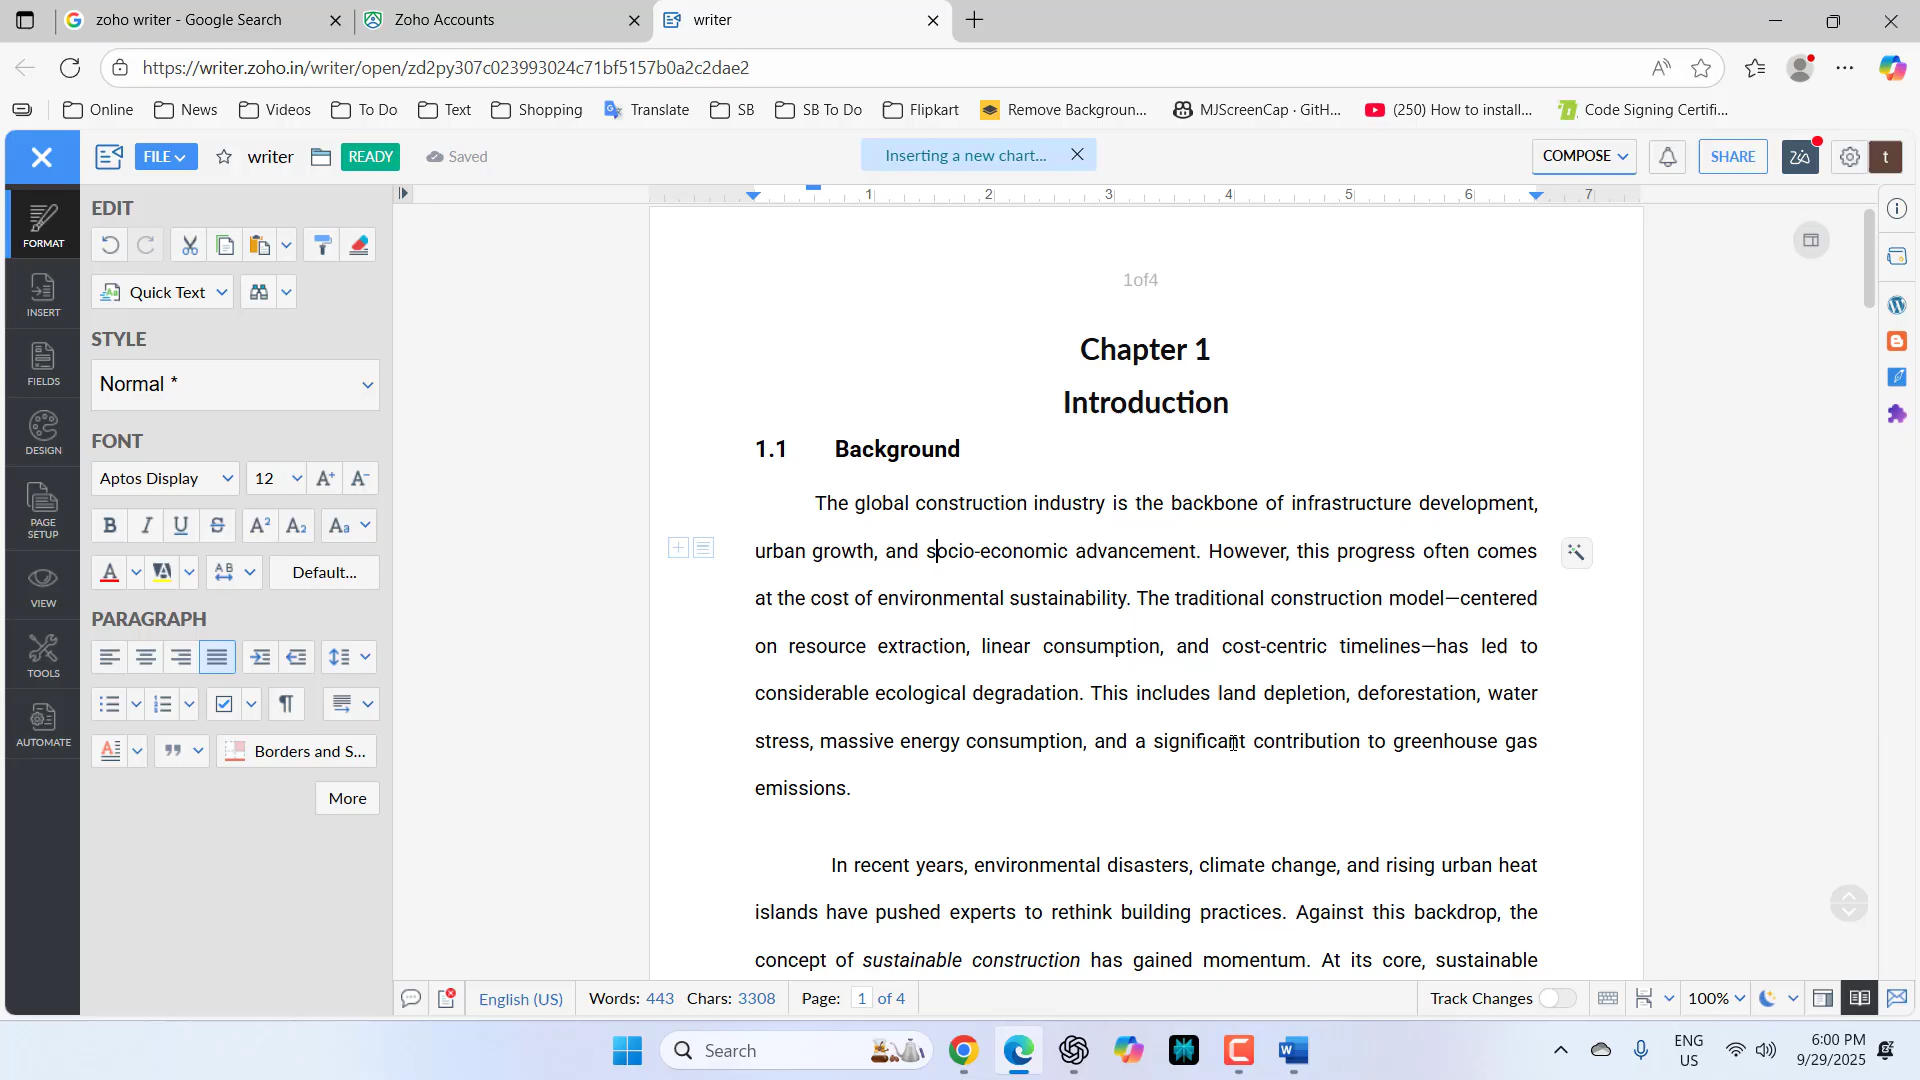 zoho writer - Google Search
Zoho Accounts
writer
https://writer.zoho.in/writer/open/zd2py307c023993024c71bf5157b0a2c2dae2
Online
News
Videos
To Do
Text
Shopping
Translate
SB
SB To Do
Flipkart
Remove Backgroun...
MJScreenCap · GitH...
(250) How to install...
Code Signing Certifi...
FILE
writer
READY
Saved
Inserting a new chart...
COMPOSE
SHARE
t
FORMAT
INSERT
FIELDS
DESIGN
PAGE
SETUP
VIEW
TOOLS
AUTOMATE
EDIT
Quick Text
STYLE
Normal *
FONT
Aptos Display
12
Default...
PARAGRAPH
Borders and S...
More
1 2 3 4 5 6 7
1of4
Chapter 1
Introduction
1.1 Background
The global construction industry is the backbone of infrastructure development,
urban growth, and socio-economic advancement. However, this progress often comes
at the cost of environmental sustainability. The traditional construction model—centered
on resource extraction, linear consumption, and cost-centric timelines—has led to
considerable ecological degradation. This includes land depletion, deforestation, water
stress, massive energy consumption, and a significant contribution to greenhouse gas
emissions.
In recent years, environmental disasters, climate change, and rising urban heat
islands have pushed experts to rethink building practices. Against this backdrop, the
concept of sustainable construction has gained momentum. At its core, sustainable
English (US)
Words: 443 Chars: 3308
Page: 1 of 4
Track Changes
100%
Search
ENG
US
6:00 PM
9/29/2025